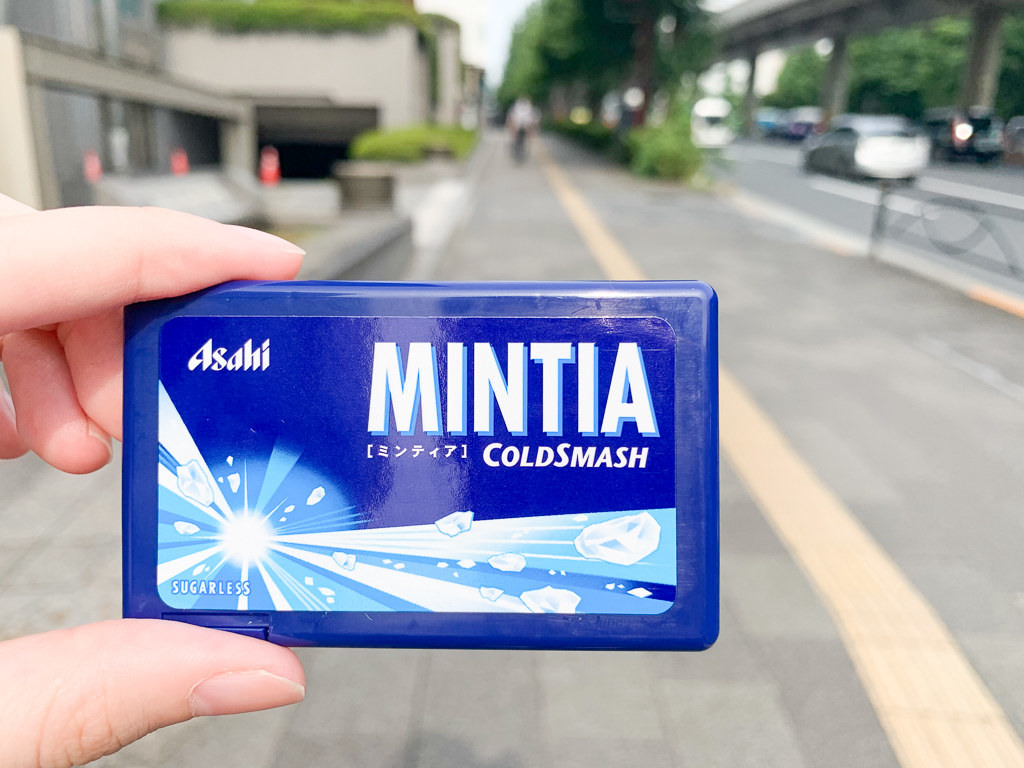 Asahi
MINTIA
[ミンティア] COLDSMASH
SUGARLESS